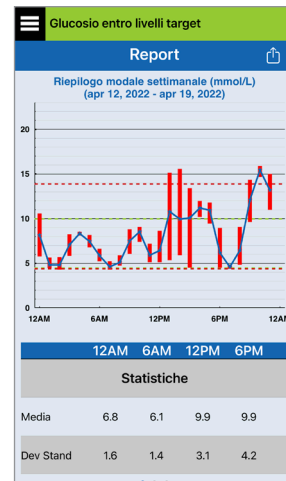 Glucosio entro livelli target
Report
Riepilogo modale settimanale (mmol/L)
(apr 12, 2022 - apr 19, 2022)
20
15
10
5
0
12AM 6AM 12PM 6PM 12AM
12AM 6AM 12PM 6PM
Statistiche
Media 6.8 6.1 9.9 9.9
Dev Stand 1.6 1.4 3.1 4.2